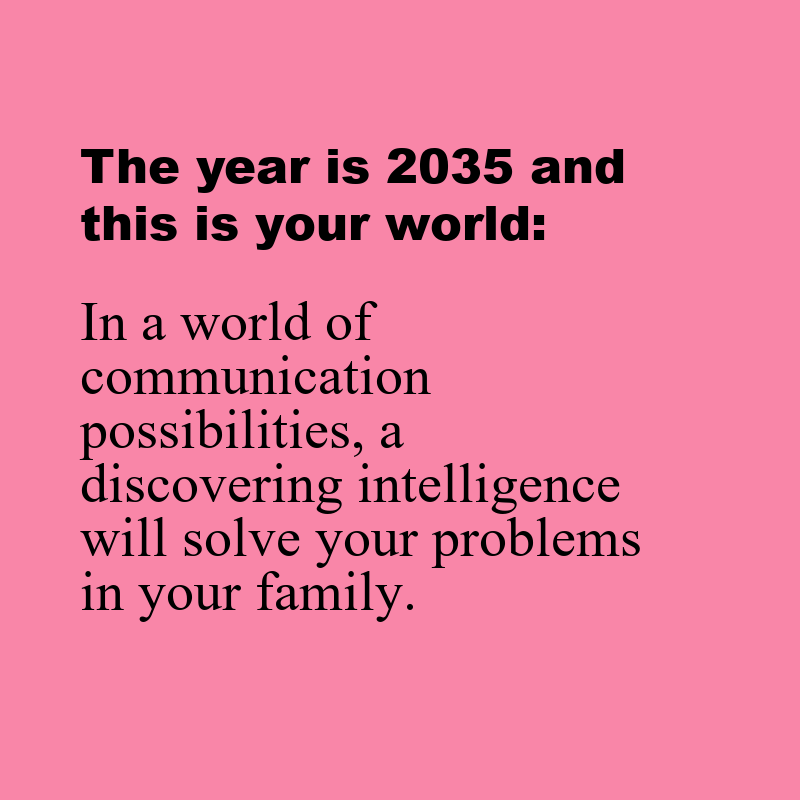 The year is 2035 and
this is your world:
In a world of
communication
possibilities, a
discovering intelligence
will solve your problems
in your family.